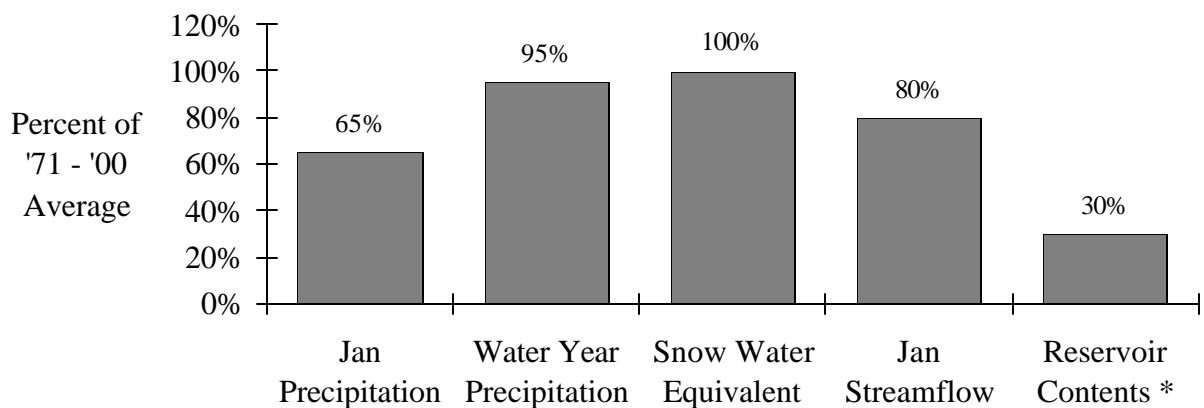 120%
100%
80%
60%
40%
20%
0%
Percent of
'71 - '00
Average
65%
95%
100%
80%
30%
Jan
Precipitation
Water Year
Precipitation
Snow Water
Equivalent
Jan
Streamflow
Reservoir
Contents *